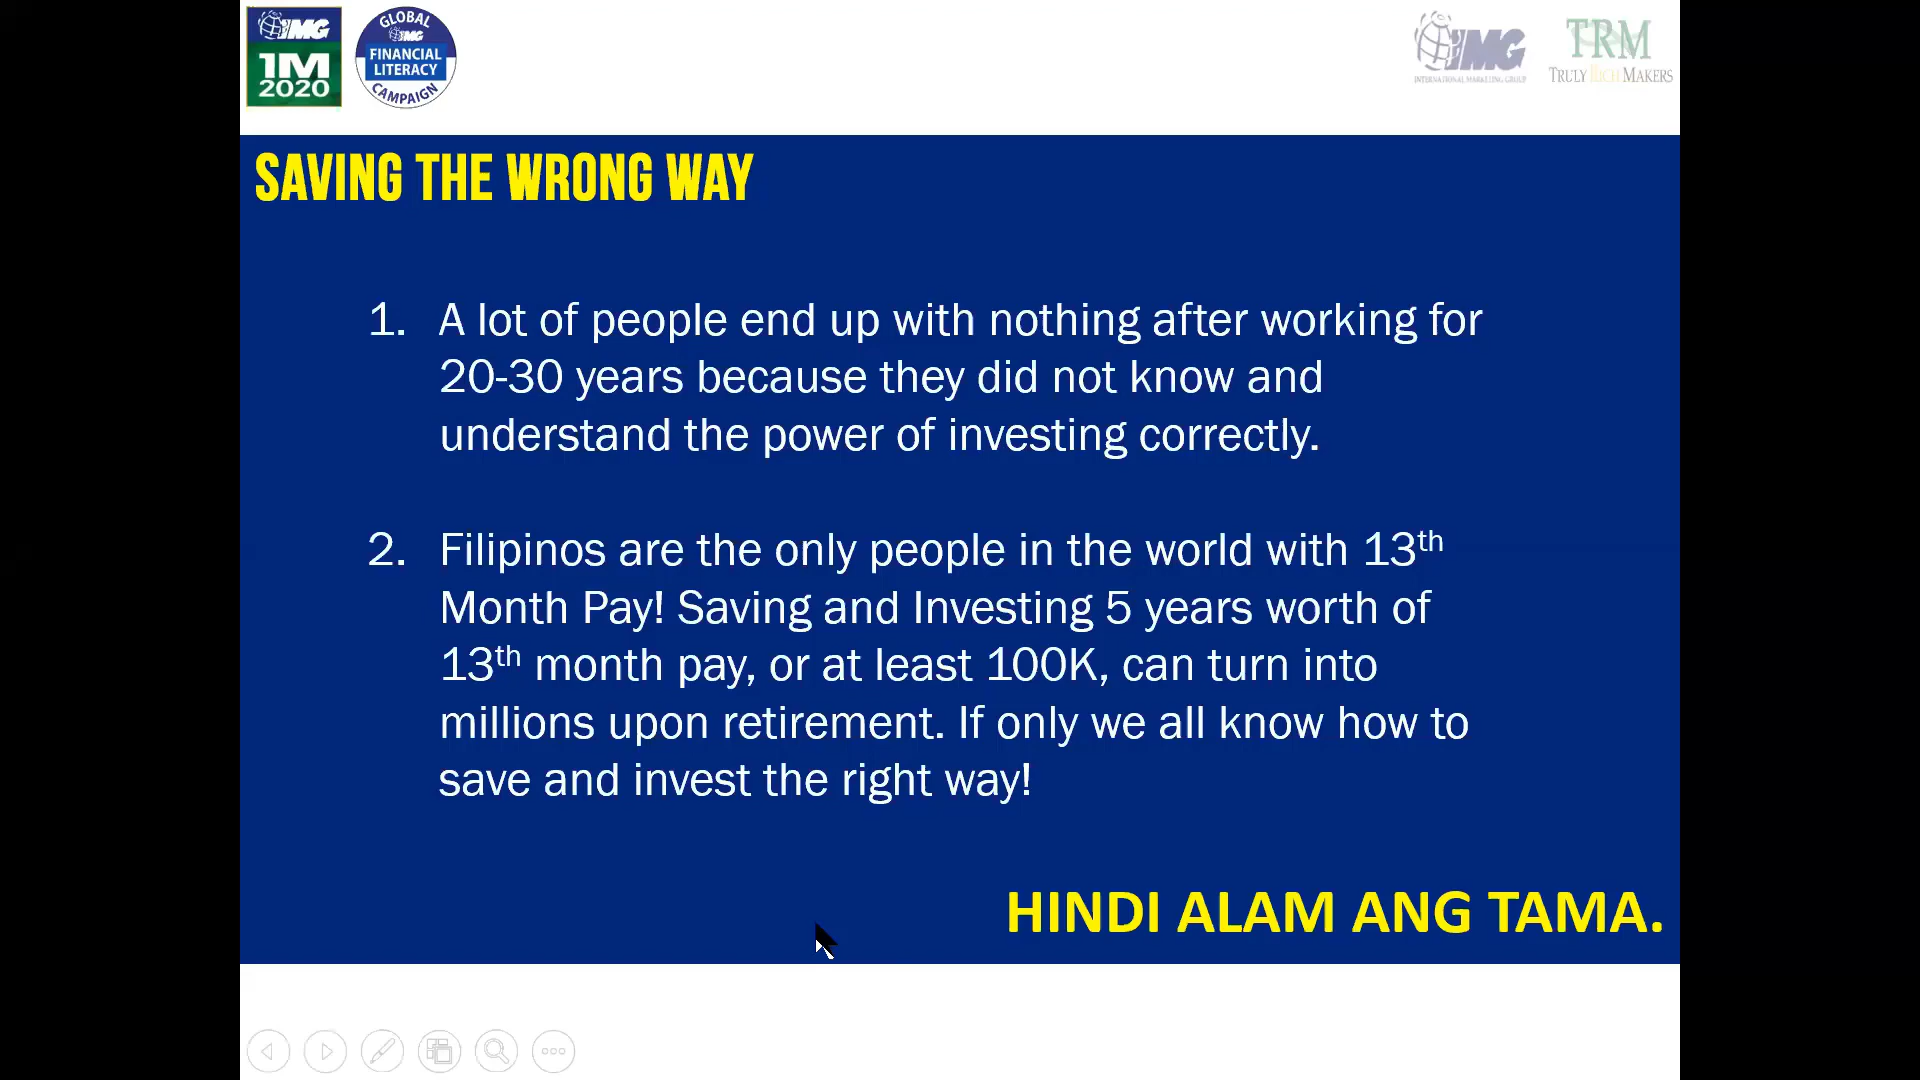 IMG
1M
2020
GLOBAL
IMG
FINANCIAL
LITERACY
CAMPAIGN
IMG
INTERNATIONAL MARKETING GROUP
TRM
TRULY RICH MAKERS
SAVING THE WRONG WAY
1. A lot of people end up with nothing after working for
20-30 years because they did not know and
understand the power of investing correctly.
2. Filipinos are the only people in the world with 13th
Month Pay! Saving and Investing 5 years worth of
13th month pay, or at least 100K, can turn into
millions upon retirement. If only we all know how to
save and invest the right way!
HINDI ALAM ANG TAMA.